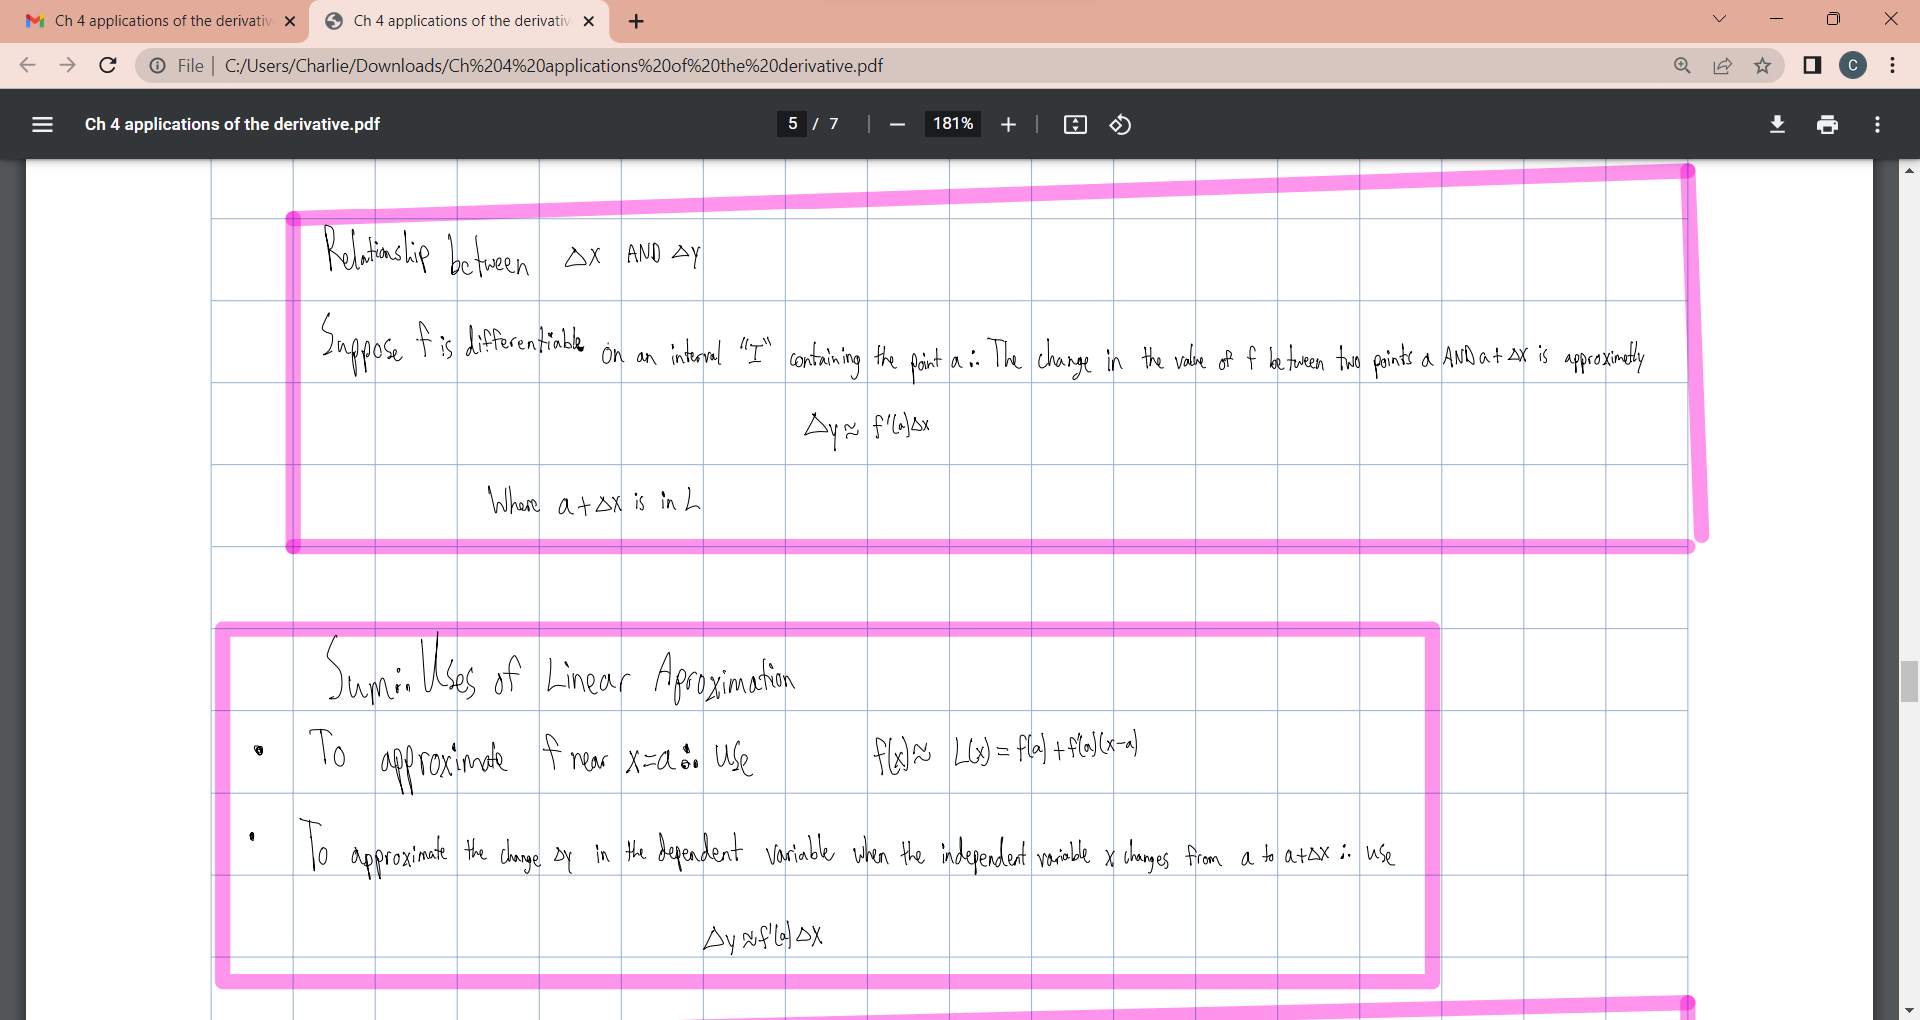 Ch 4 applications of the derivativ
Ch 4 applications of the derivativ
File | C:/Users/Charlie/Downloads/Ch%204%20applications%20of%20the%20derivative.pdf
C
Ch 4 applications of the derivative.pdf
5 / 7
181%
Relationship between Δx AND Δy
Suppose f is differentiable on an interval "I" containing the point a ∴ The change in the value of f between two points a AND a + Δx is approximatly
Δy ≈ f'(a)Δx
Where a + Δx is in L
Sum∴ Uses of Linear Aproximation
• To approximate f near x=a ∴ use f(x) ≈ L(x) = f(a) + f'(a)(x-a)
• To approximate the change Δy in the dependent variable when the independent variable x changes from a to a+Δx ∴ use
Δy ≈ f'(a) Δx